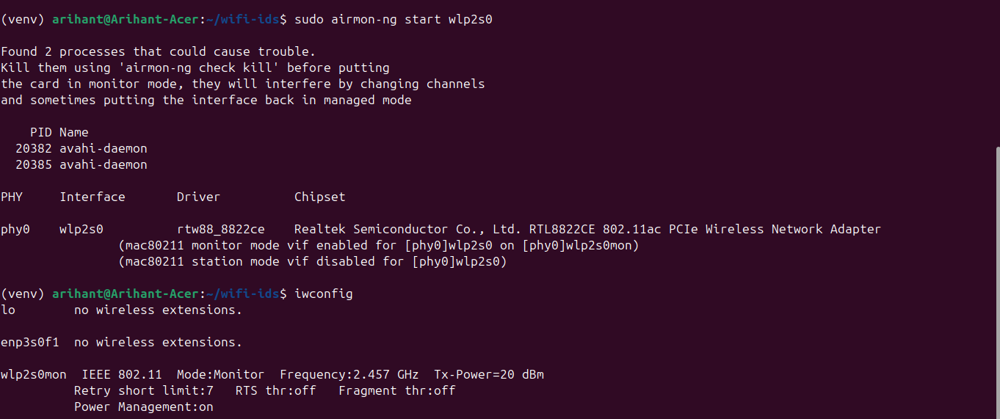 (venv) arihant@Arihant-Acer:~/wifi-ids$ sudo airmon-ng start wlp2s0
Found 2 processes that could cause trouble.
Kill them using 'airmon-ng check kill' before putting
the card in monitor mode, they will interfere by changing channels
and sometimes putting the interface back in managed mode
PID Name
20382 avahi-daemon
20385 avahi-daemon
PHY Interface Driver Chipset
phy0 wlp2s0 rtw88_8822ce Realtek Semiconductor Co., Ltd. RTL8822CE 802.11ac PCIe Wireless Network Adapter
(mac80211 monitor mode vif enabled for [phy0]wlp2s0 on [phy0]wlp2s0mon)
(mac80211 station mode vif disabled for [phy0]wlp2s0)
(venv) arihant@Arihant-Acer:~/wifi-ids$ iwconfig
lo no wireless extensions.
enp3s0f1 no wireless extensions.
wlp2s0mon IEEE 802.11 Mode:Monitor Frequency:2.457 GHz Tx-Power=20 dBm
Retry short limit:7 RTS thr:off Fragment thr:off
Power Management:on